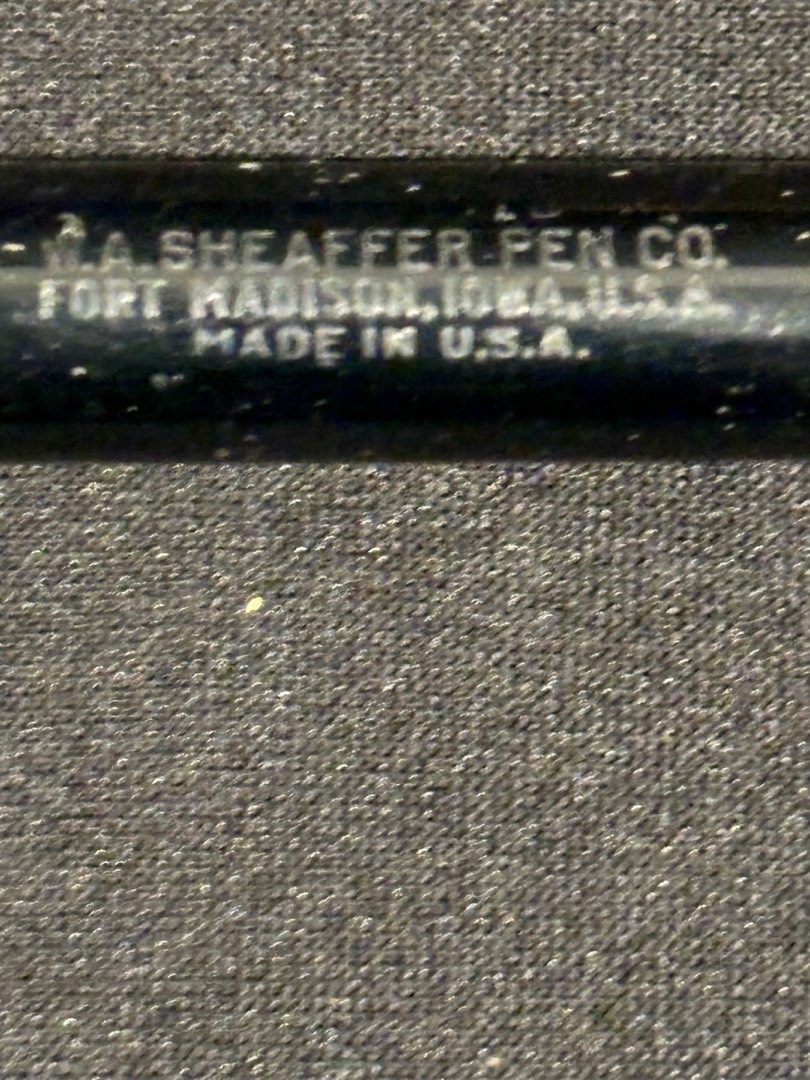 W.A. SHEAFFER PEN CO.
FORT MADISON, IOWA, U.S.A.
MADE IN U.S.A.